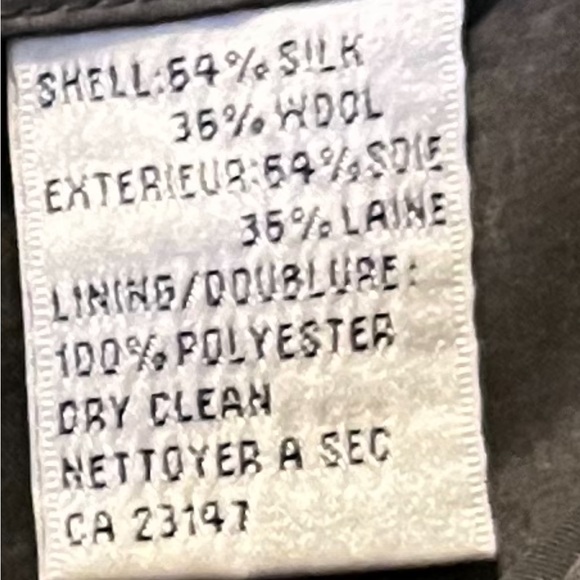 SHELL:64% SILK
36% WOOL
EXTERIEUR:64% SOIE
36% LAINE
LINING/DOUBLURE:
100% POLYESTER
DRY CLEAN
NETTOYER A SEC
CA 23147